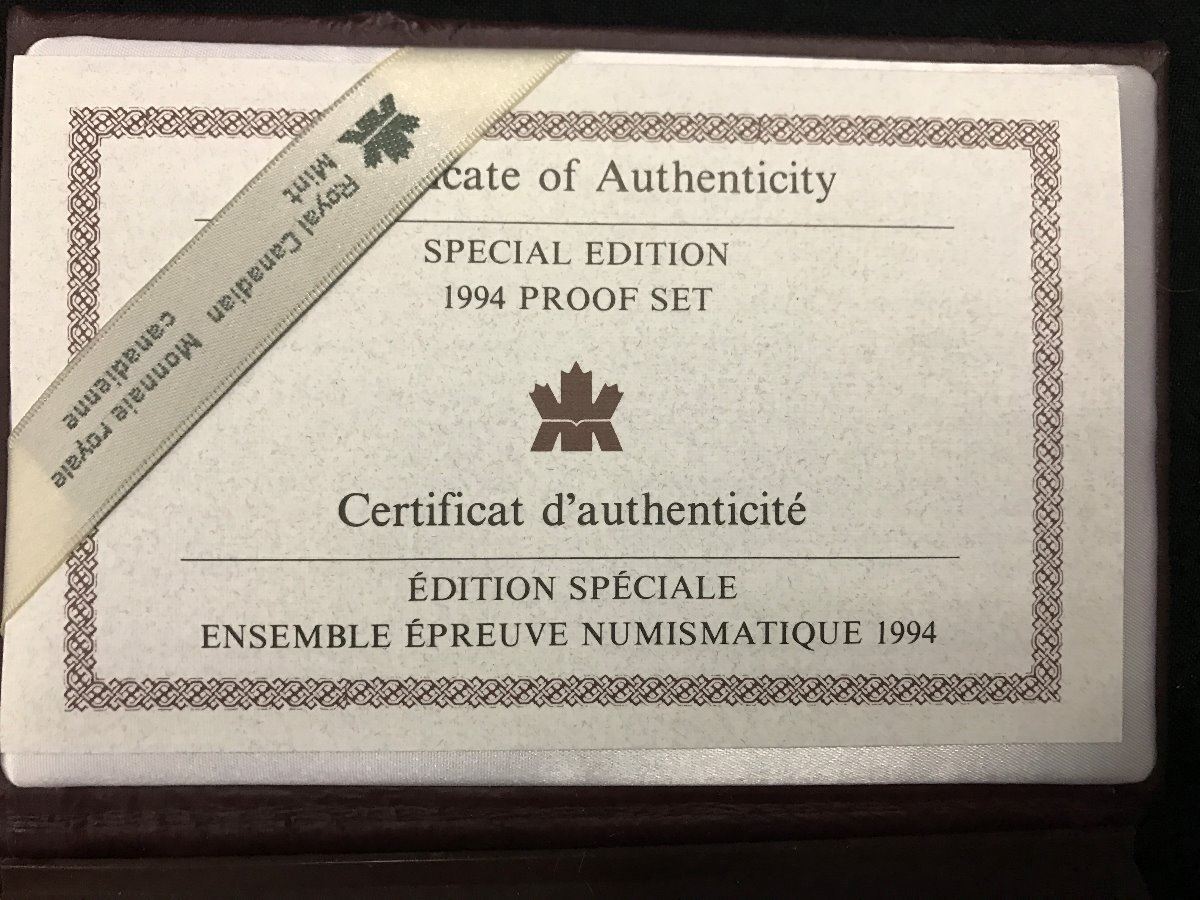 icate of Authenticity
SPECIAL EDITION
1994 PROOF SET
Certificat d'authenticité
ÉDITION SPÉCIALE
ENSEMBLE ÉPREUVE NUMISMATIQUE 1994
Royal Canadian
Mint
Monnaie royale
canadienne